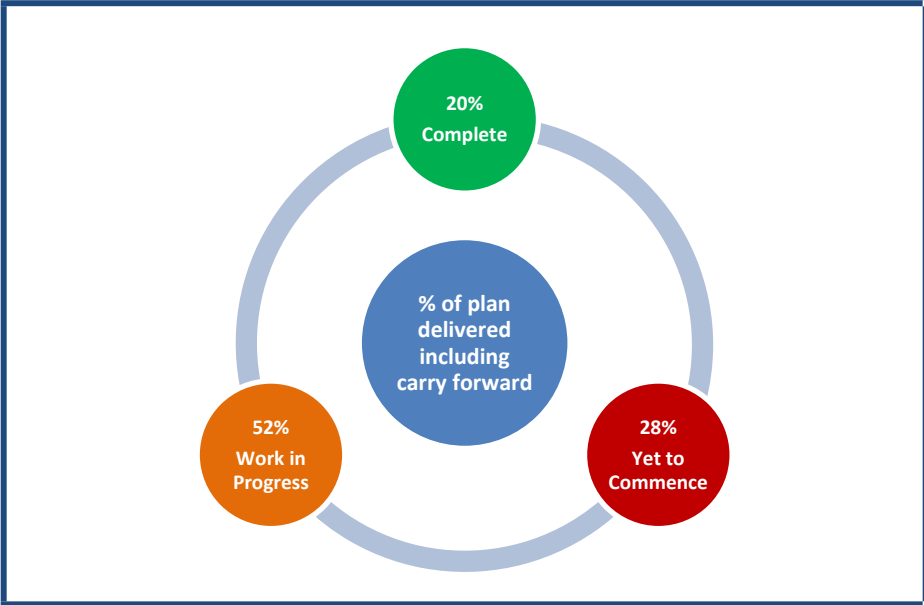 20%
Complete
% of plan
delivered
including
carry forward
52%
Work in
Progress
28%
Yet to
Commence